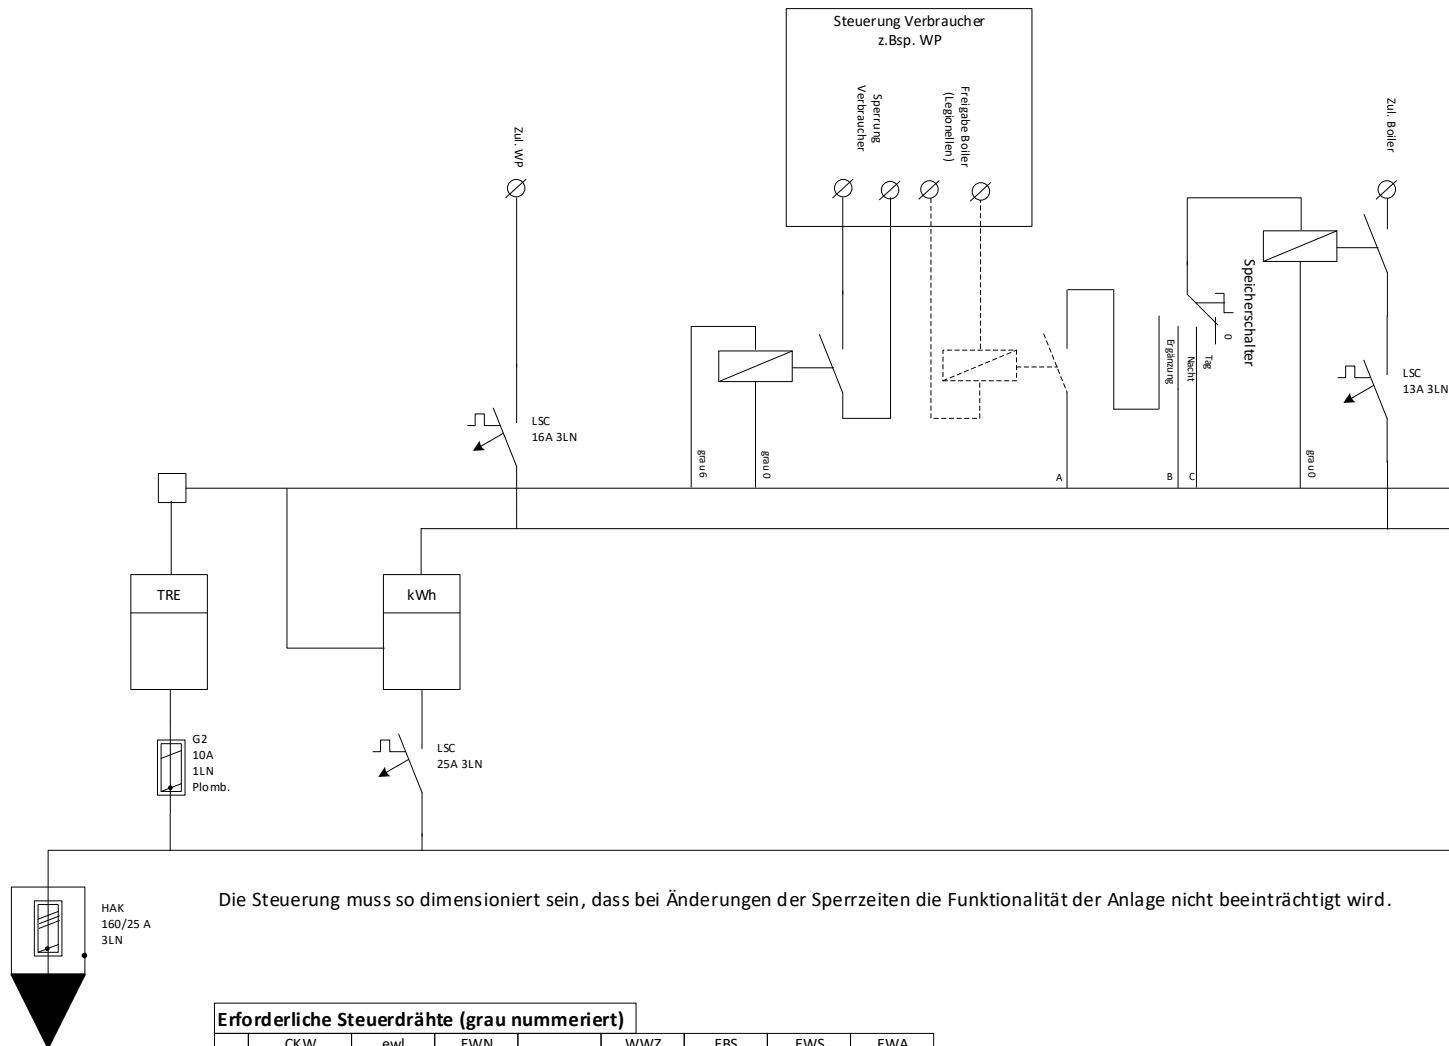 Steuerung Verbraucher
z.Bsp. WP
Sperrung
Verbraucher
Freigabe Boiler
(Legionellen)
Zul. WP
Zul. Boiler
Speicherschalter
0
Tag
Nacht
Ergänzung
LSC
16A 3LN
LSC
13A 3LN
grau 6
grau 0
A
B
C
grau 0
TRE
kWh
G2
10A
1LN
Plomb.
LSC
25A 3LN
HAK
160/25 A
3LN
Die Steuerung muss so dimensioniert sein, dass bei Änderungen der Sperrzeiten die Funktionalität der Anlage nicht beeinträchtigt wird.
Erforderliche Steuerdrähte (grau nummeriert)
CKW ewl EWN WWZ EBS EWS EWA